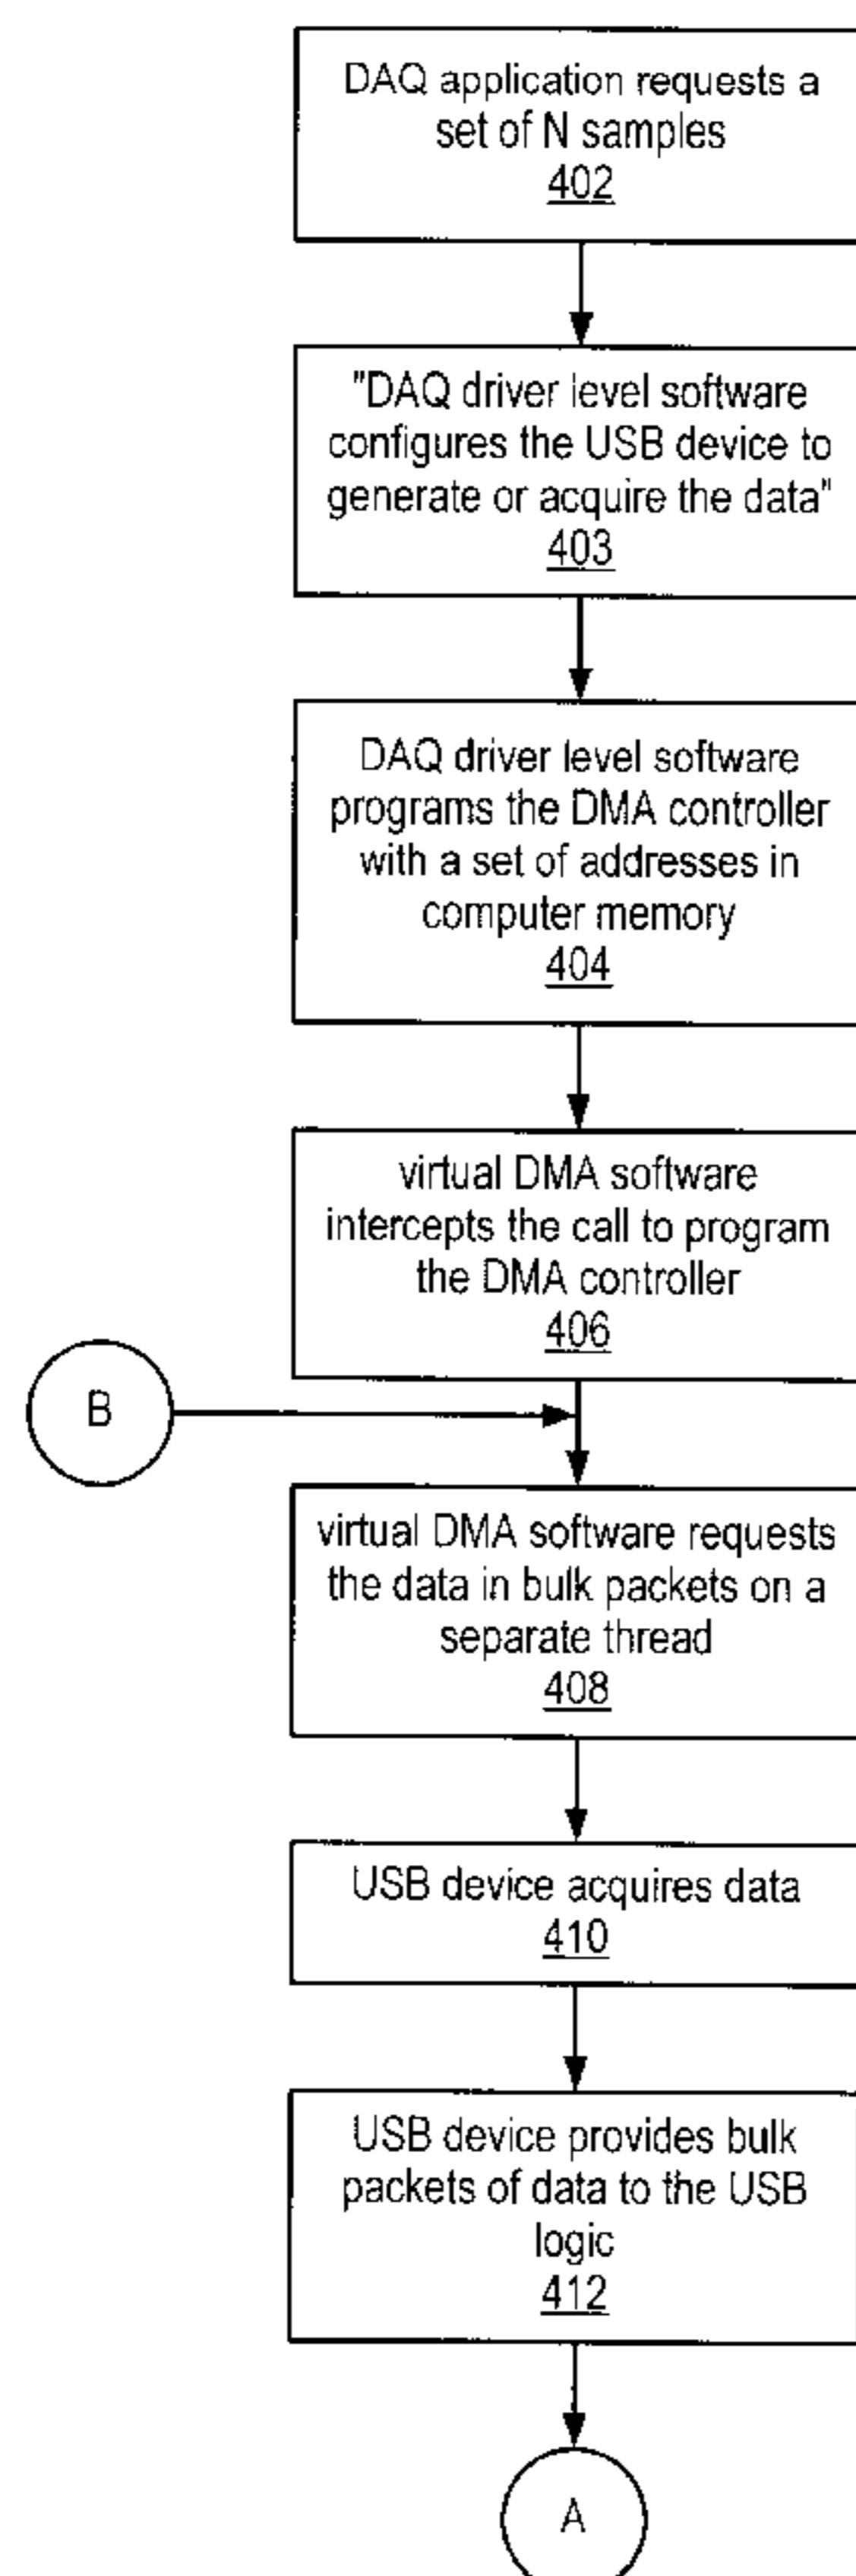 DAQ application requests a
set of N samples
402
"DAQ driver level software
configures the USB device to
generate or acquire the data"
403
DAQ driver level software
programs the DMA controller
with a set of addresses in
computer memory
404
virtual DMA software
intercepts the call to program
the DMA controller
406
B
virtual DMA software requests
the data in bulk packets on a
separate thread
408
USB device acquires data
410
USB device provides bulk
packets of data to the USB
logic
412
A